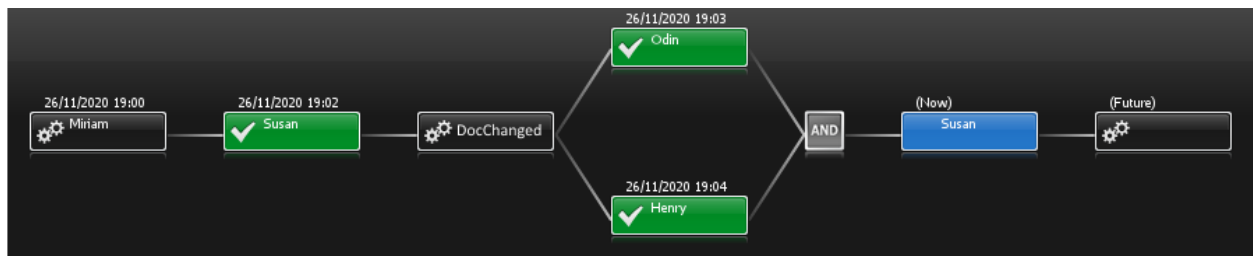 26/11/2020 19:03
Odin
26/11/2020 19:00
Miriam
26/11/2020 19:02
Susan
DocChanged
AND
(Now)
Susan
(Future)
26/11/2020 19:04
Henry